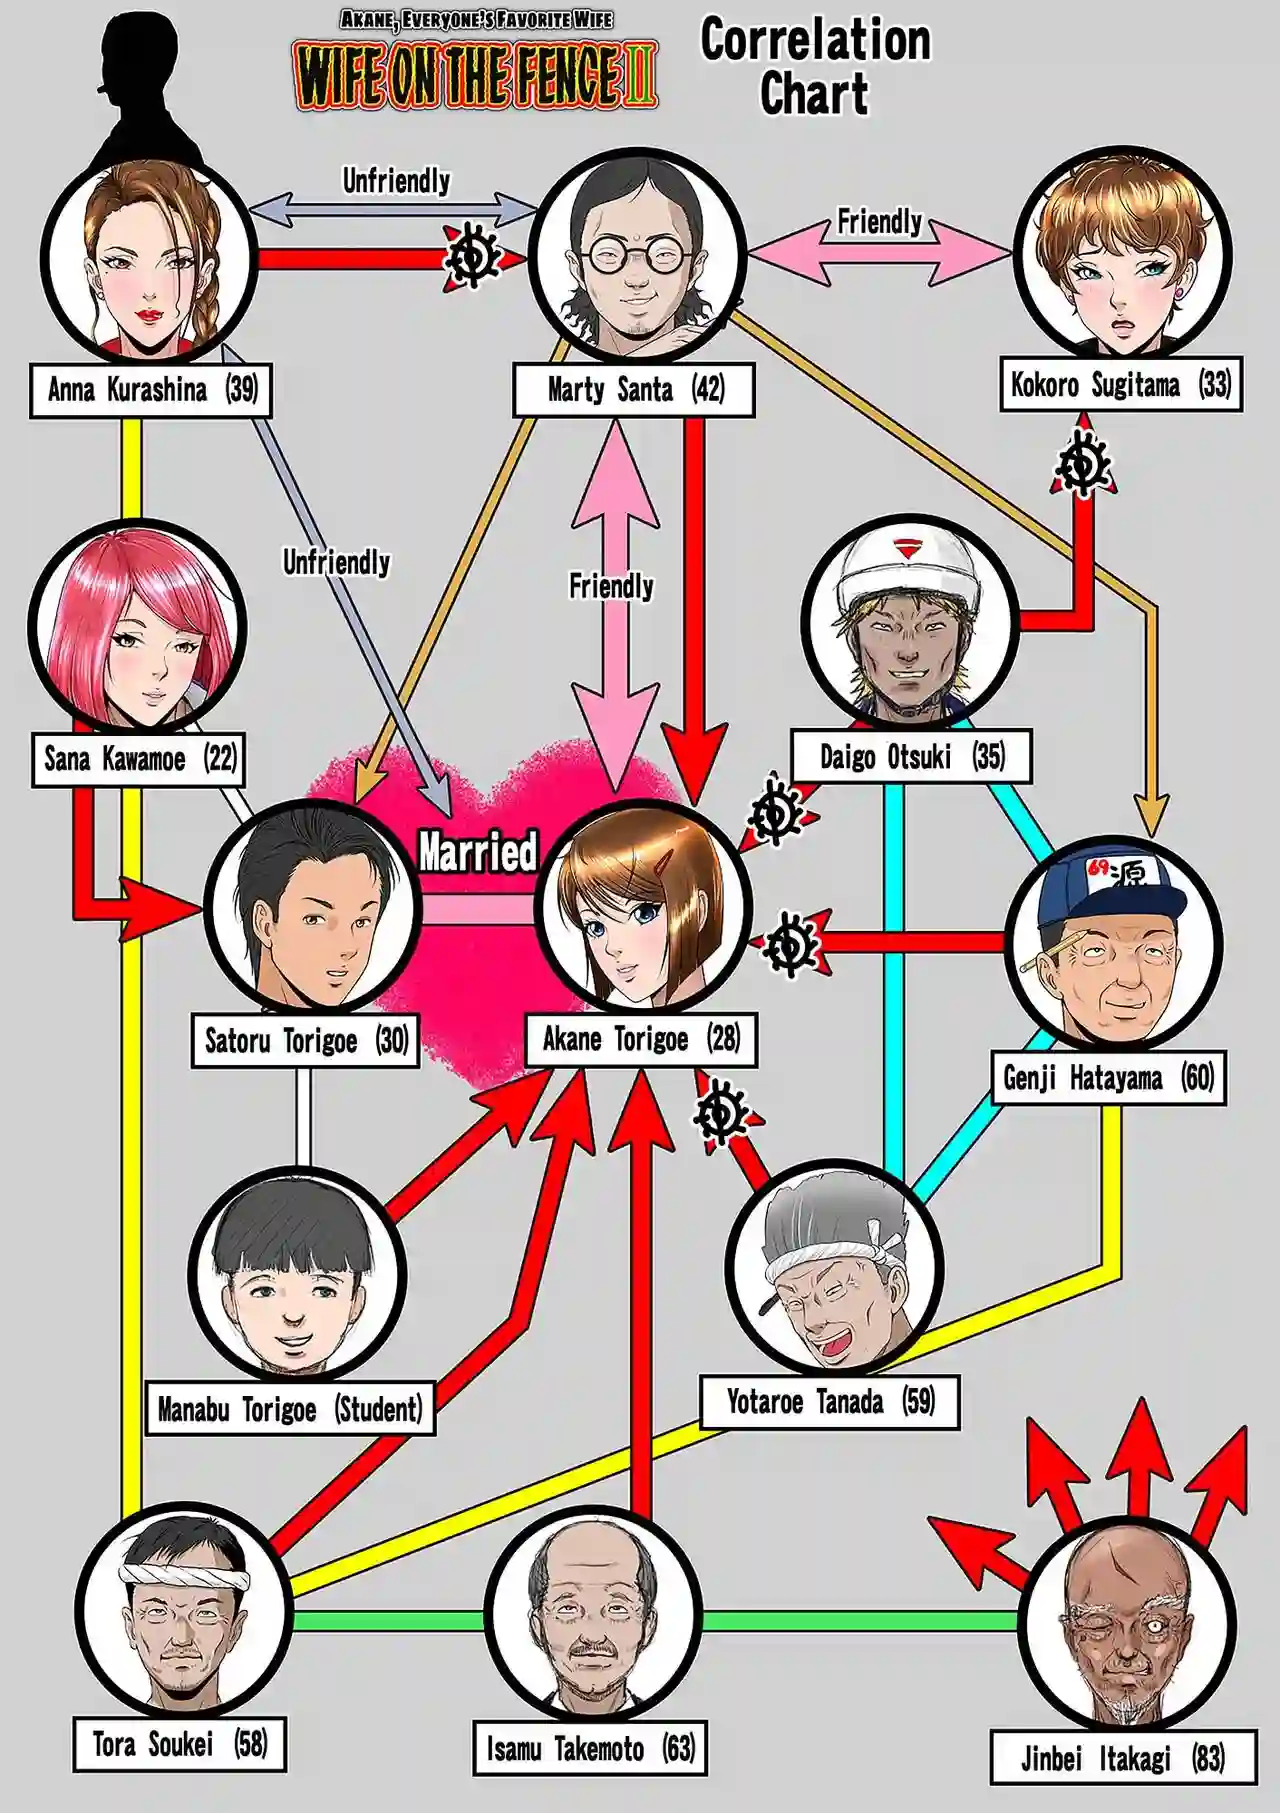 AKANE, EVERYONE'S FAVORITE WIFE
WIFE ON THE FENCE II
Correlation
Chart
Unfriendly
Friendly
Anna Kurashina (39)
Marty Santa (42)
Kokoro Sugitama (33)
Unfriendly
Friendly
Sana Kawamoe (22)
Daigo Otsuki (35)
Married
69 源
Satoru Torigoe (30)
Akane Torigoe (28)
Genji Hatayama (60)
Manabu Torigoe (Student)
Yotaroe Tanada (59)
Tora Soukei (58)
Isamu Takemoto (63)
Jinbei Itakagi (83)